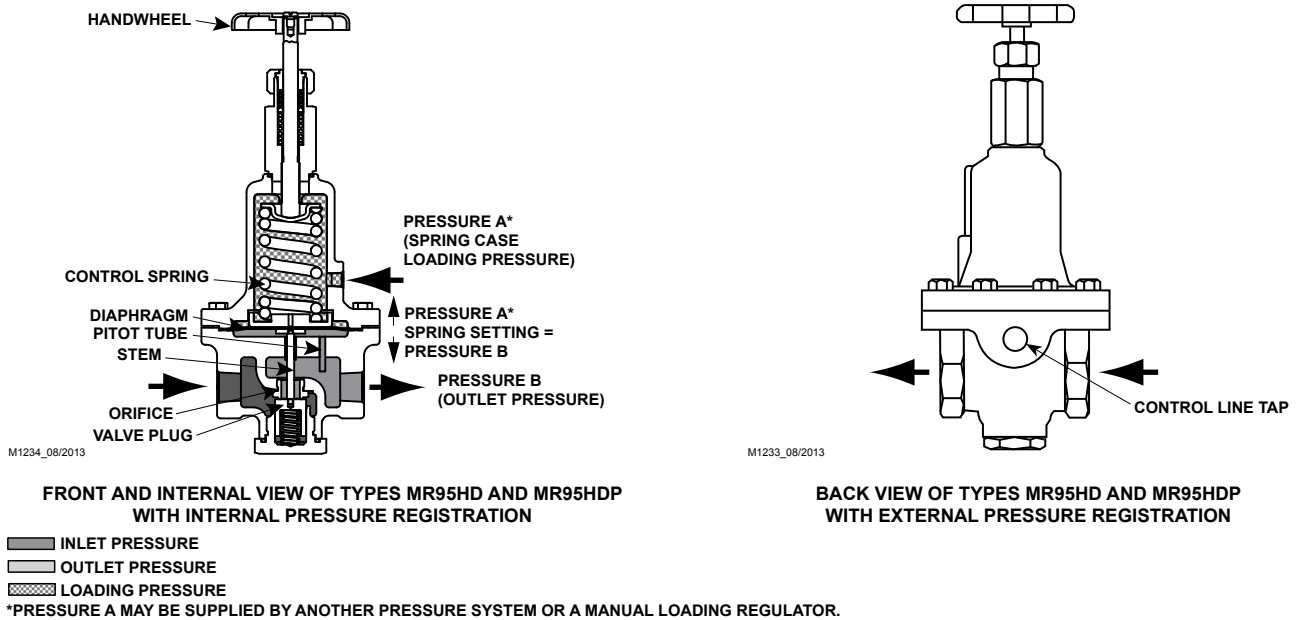 HANDWHEEL
PRESSURE A*
(SPRING CASE
LOADING PRESSURE)
CONTROL SPRING
DIAPHRAGM
PITOT TUBE
STEM
PRESSURE A*
SPRING SETTING =
PRESSURE B
PRESSURE B
(OUTLET PRESSURE)
ORIFICE
VALVE PLUG
M1234_08/2013
FRONT AND INTERNAL VIEW OF TYPES MR95HD AND MR95HDP
WITH INTERNAL PRESSURE REGISTRATION
CONTROL LINE TAP
M1233_08/2013
BACK VIEW OF TYPES MR95HD AND MR95HDP
WITH EXTERNAL PRESSURE REGISTRATION
INLET PRESSURE
OUTLET PRESSURE
LOADING PRESSURE
*PRESSURE A MAY BE SUPPLIED BY ANOTHER PRESSURE SYSTEM OR A MANUAL LOADING REGULATOR.